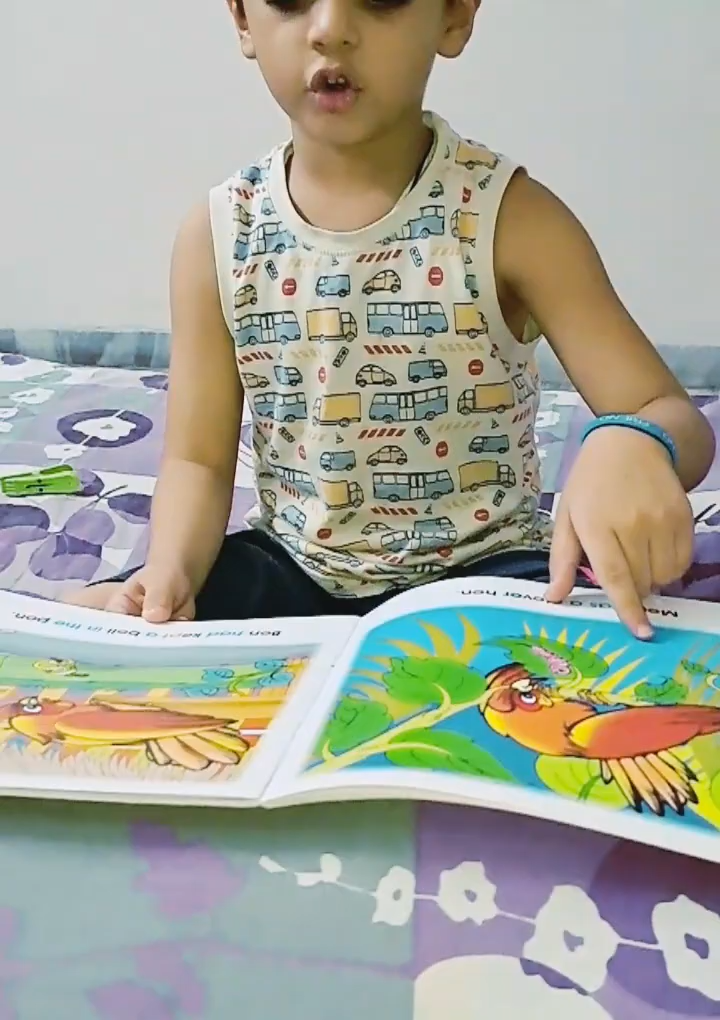 a clever hen.
Ben had kept a bell in the pen.